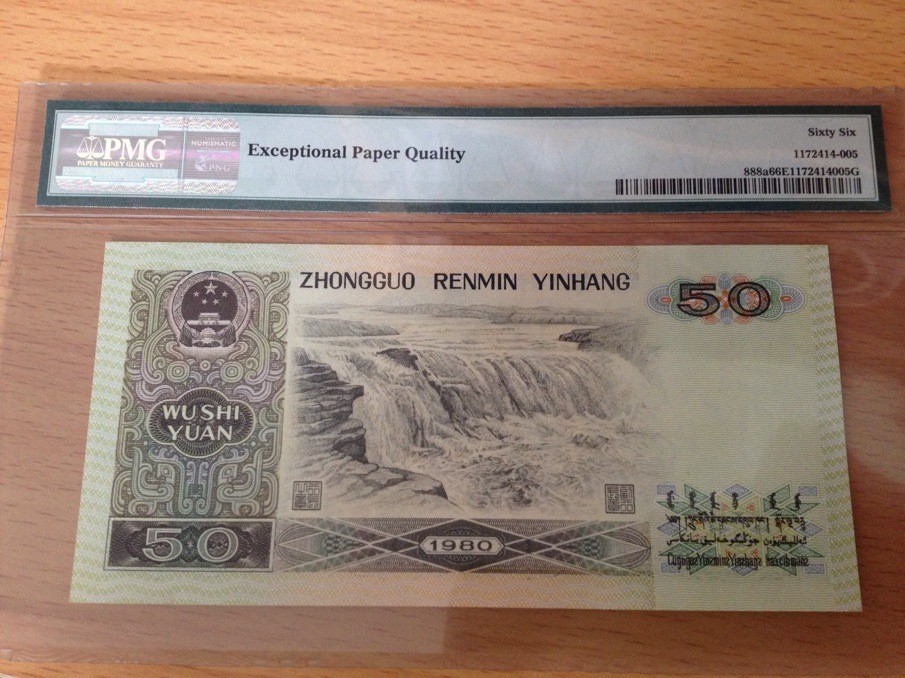 PMG
PAPER MONEY GUARANTY
NUMISMATIC
PNG
Exceptional Paper Quality
Sixty Six
1172414-005
888a66E1172414005G
ZHONGGUO RENMIN YINHANG
50
WU SHI
YUAN
50
1980